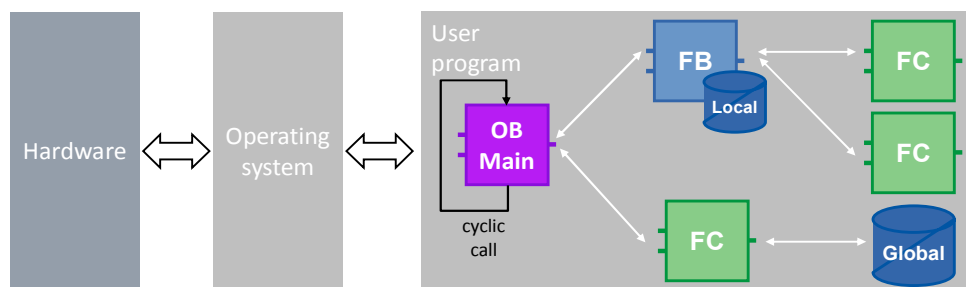 Hardware
Operating
system
User
program
OB
Main
cyclic
call
FB
Local
FC
FC
FC
Global